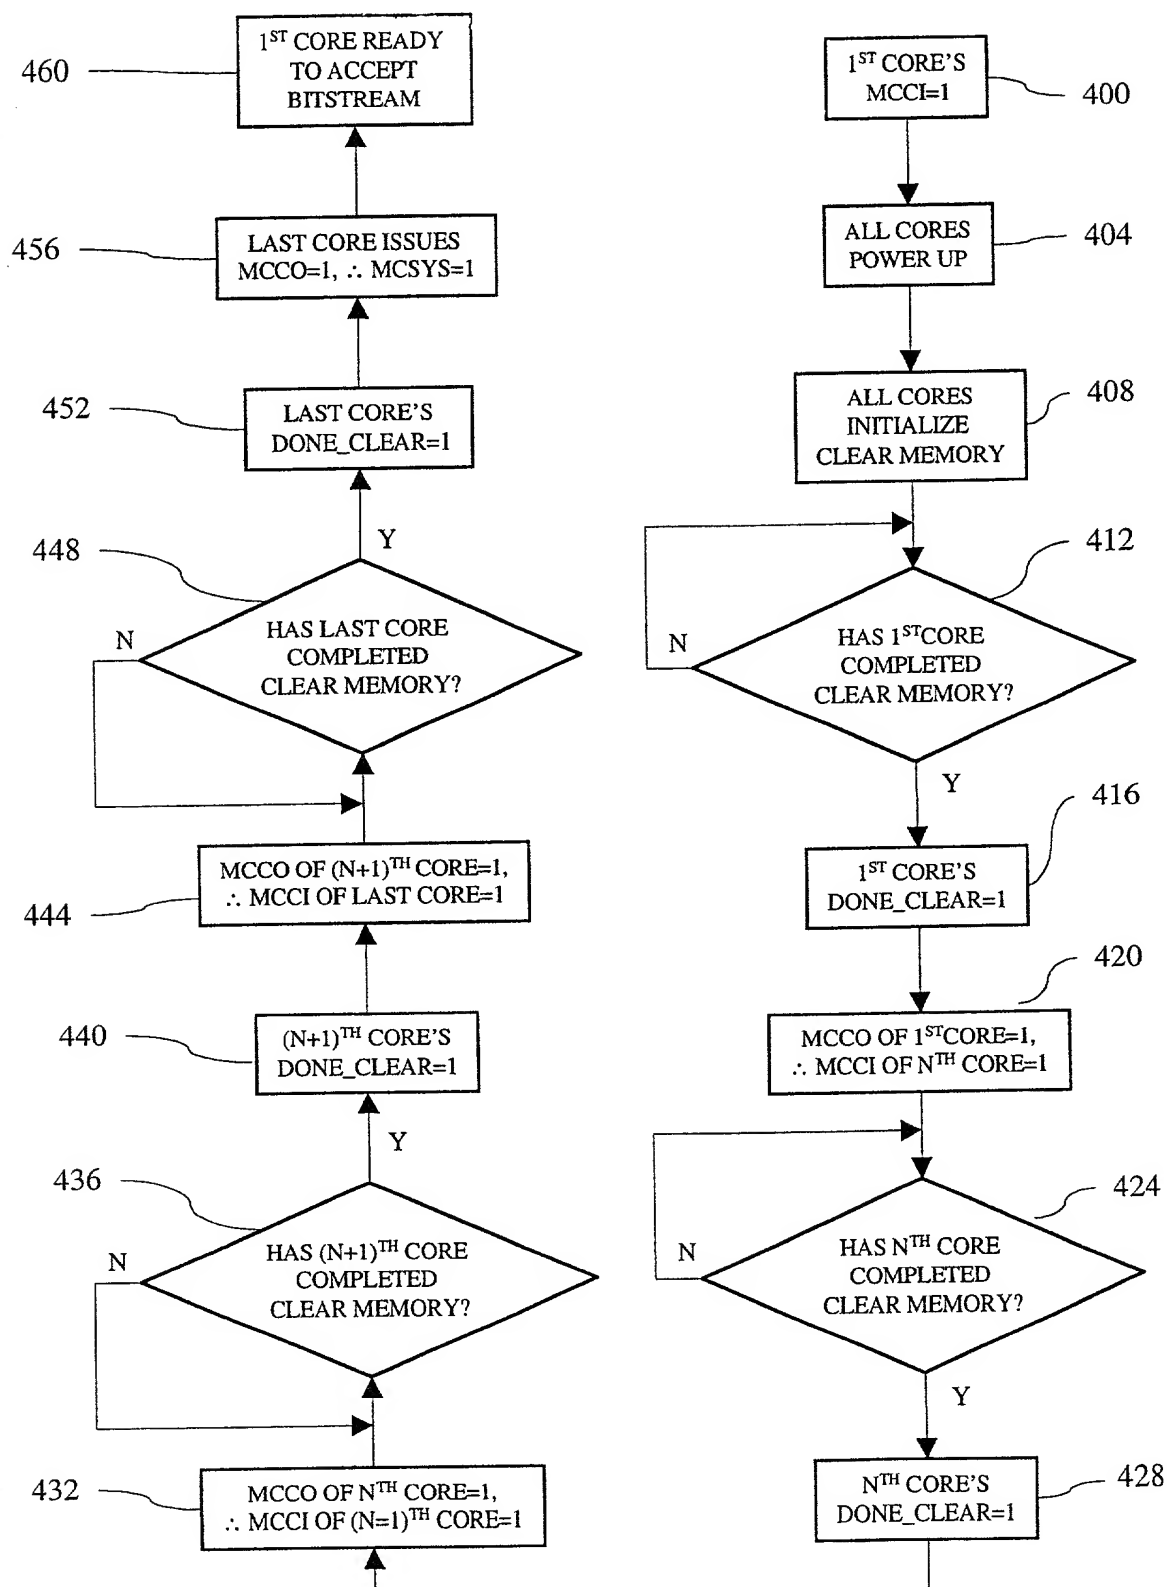 1ST CORE'S
MCCI=1
400
ALL CORES
POWER UP
404
ALL CORES
INITIALIZE
CLEAR MEMORY
408
412
HAS 1STCORE
COMPLETED
CLEAR MEMORY?
N
Y
416
1ST CORE'S
DONE_CLEAR=1
420
MCCO OF 1STCORE=1,
∴ MCCI OF NTH CORE=1
424
HAS NTH CORE
COMPLETED
CLEAR MEMORY?
N
Y
NTH CORE'S
DONE_CLEAR=1
428
432
MCCO OF NTH CORE=1,
∴ MCCI OF (N=1)TH CORE=1
436
HAS (N+1)TH CORE
COMPLETED
CLEAR MEMORY?
N
Y
440
(N+1)TH CORE'S
DONE_CLEAR=1
444
MCCO OF (N+1)TH CORE=1,
∴ MCCI OF LAST CORE=1
448
HAS LAST CORE
COMPLETED
CLEAR MEMORY?
N
Y
452
LAST CORE'S
DONE_CLEAR=1
456
LAST CORE ISSUES
MCCO=1, ∴ MCSYS=1
460
1ST CORE READY
TO ACCEPT
BITSTREAM